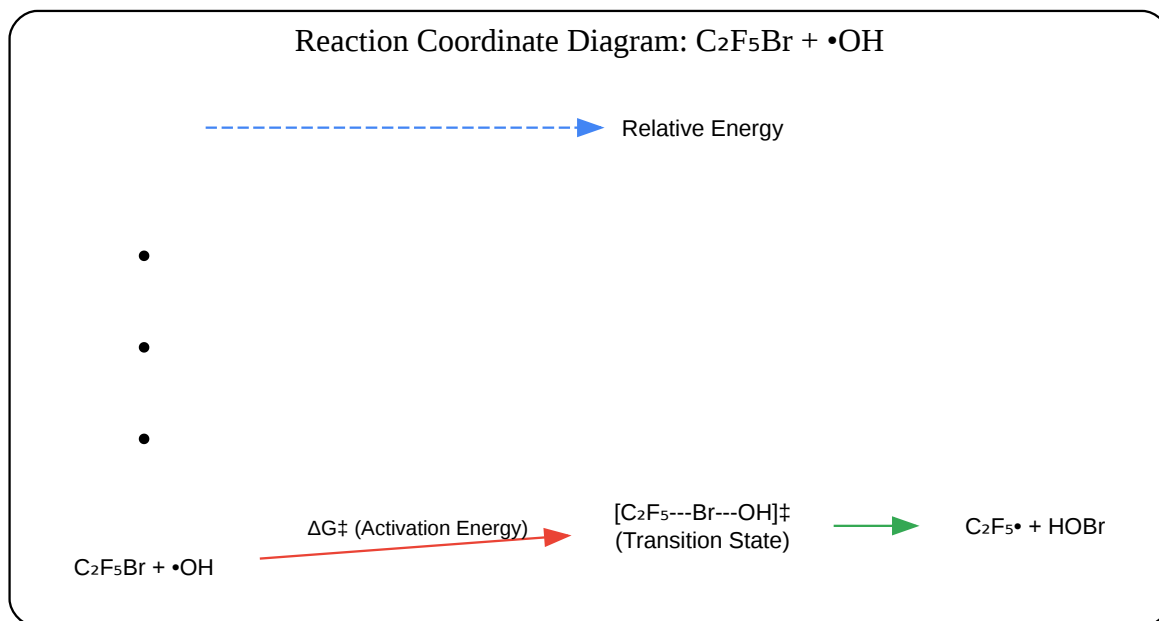 Reaction Coordinate Diagram: C₂F₅Br + •OH
Relative Energy
ΔG‡ (Activation Energy)
[C₂F₅---Br---OH]‡
(Transition State)
C₂F₅• + HOBr
C₂F₅Br + •OH